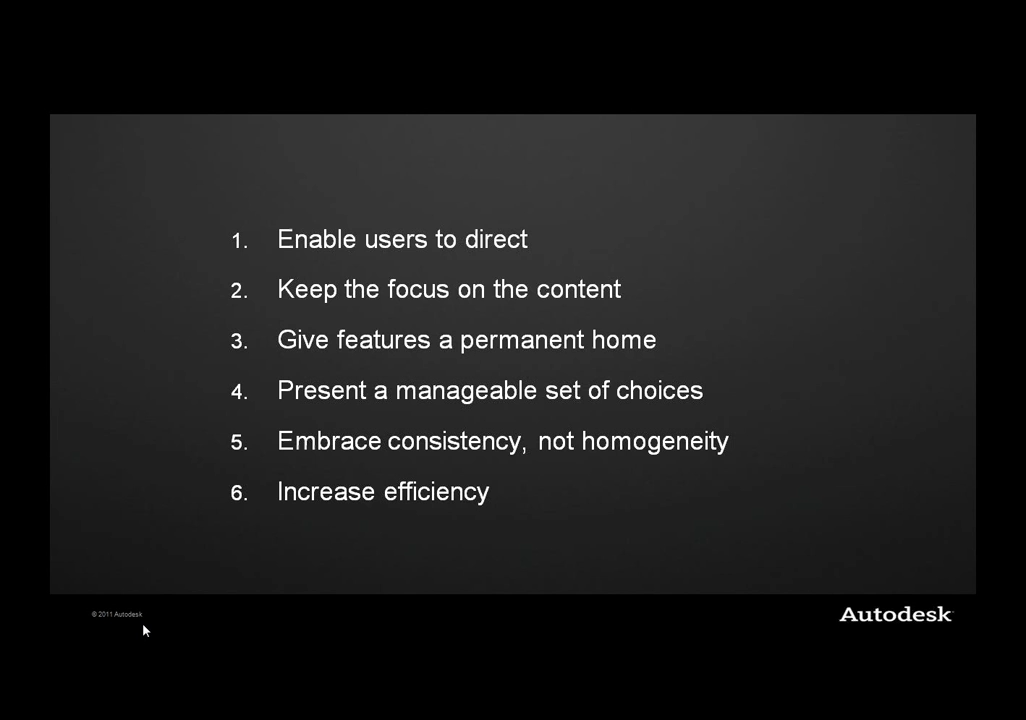 1. Enable users to direct
2. Keep the focus on the content
3. Give features a permanent home
4. Present a manageable set of choices
5. Embrace consistency, not homogeneity
6. Increase efficiency
© 2011 Autodesk
Autodesk